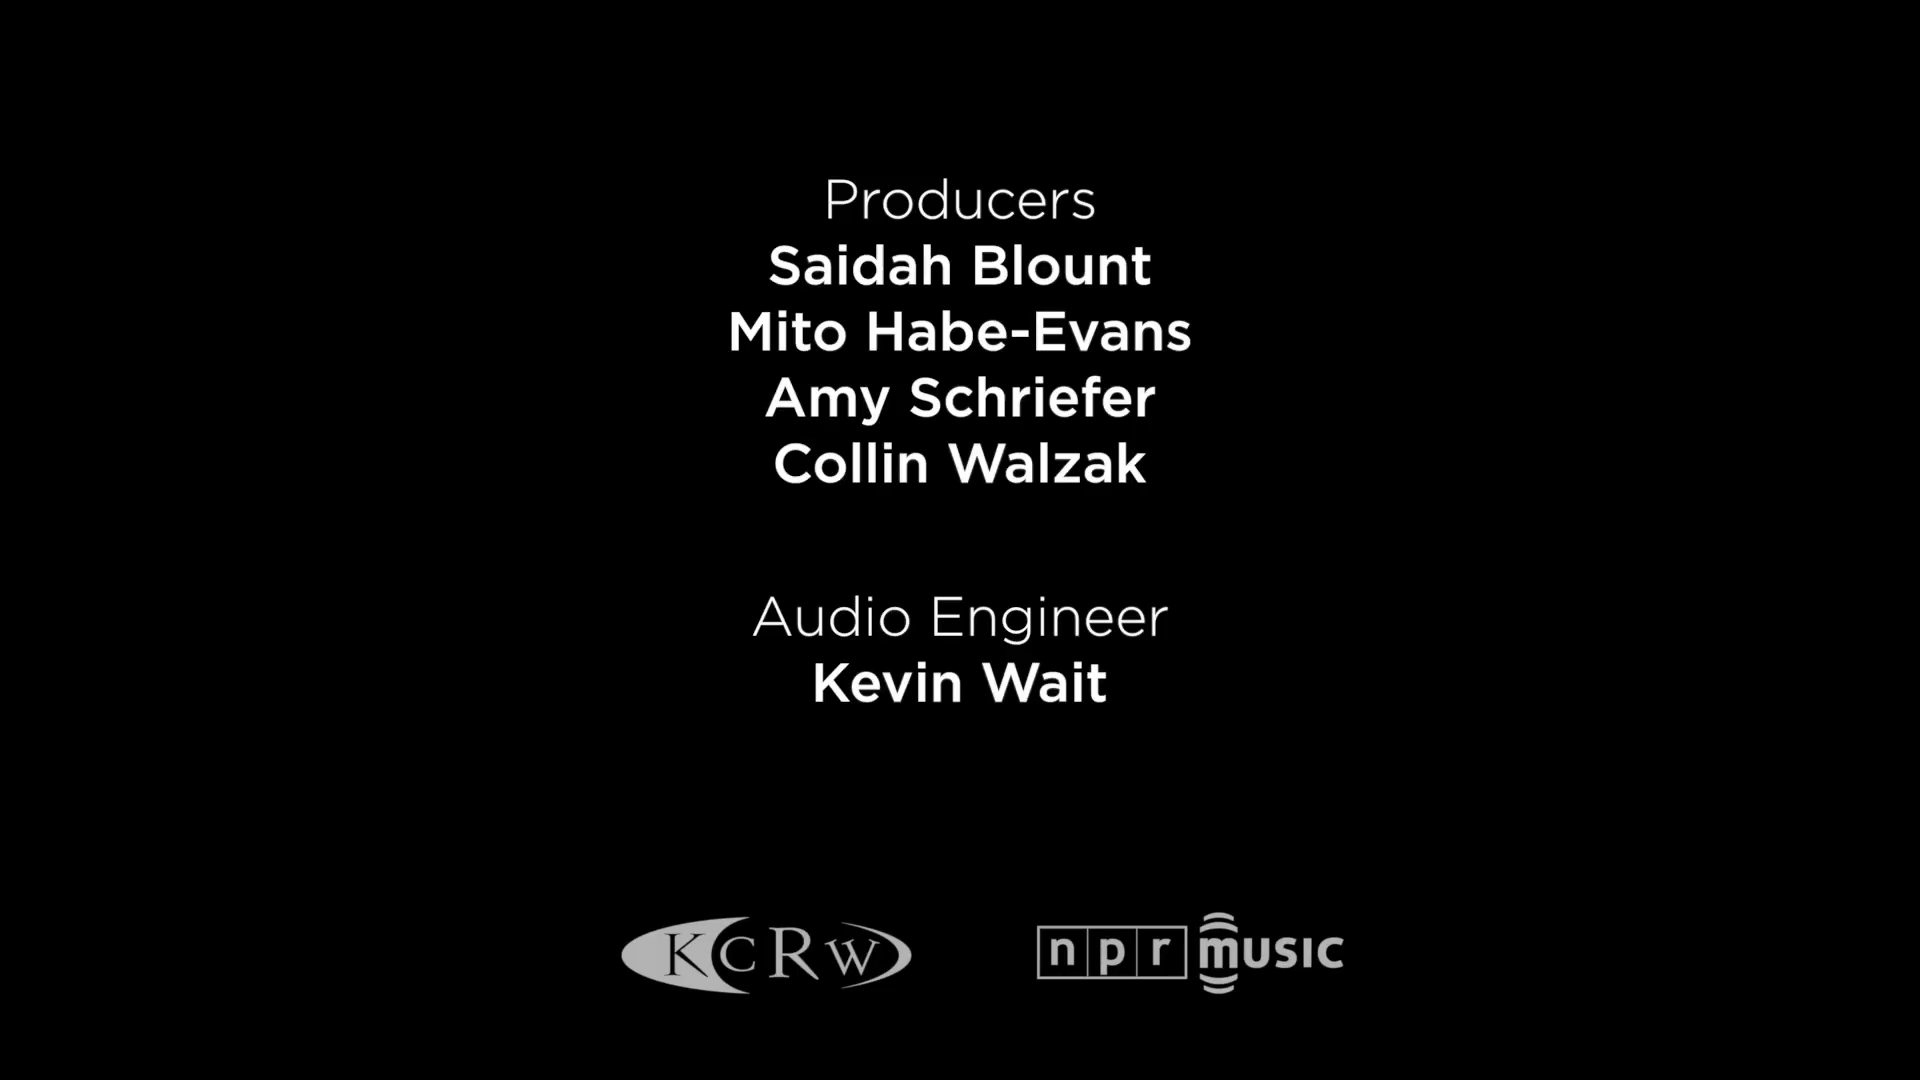 Producers
Saidah Blount
Mito Habe-Evans
Amy Schriefer
Collin Walzak
Audio Engineer
Kevin Wait
KCRW
npr music